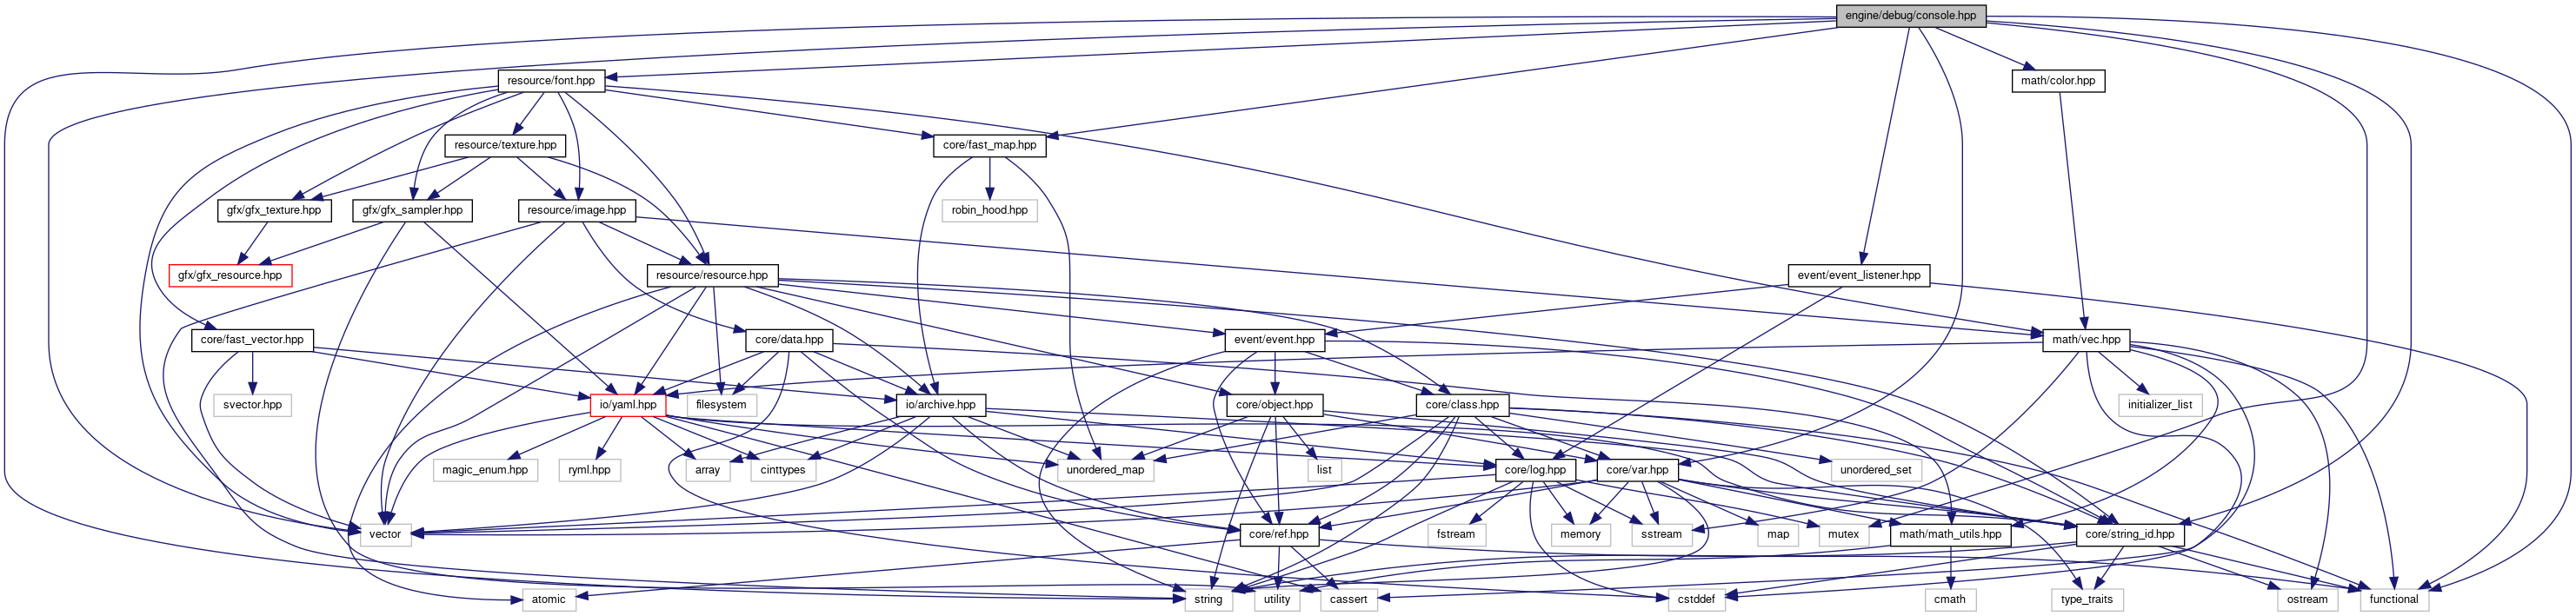 engine/debug/console.hpp
resource/font.hpp
math/color.hpp
resource/texture.hpp
core/fast_map.hpp
gfx/gfx_texture.hpp
gfx/gfx_sampler.hpp
resource/image.hpp
robin_hood.hpp
gfx/gfx_resource.hpp
resource/resource.hpp
event/event_listener.hpp
core/fast_vector.hpp
core/data.hpp
event/event.hpp
math/vec.hpp
svector.hpp
io/yaml.hpp
filesystem
io/archive.hpp
core/object.hpp
core/class.hpp
initializer_list
magic_enum.hpp
ryml.hpp
array
cinttypes
unordered_map
list
core/log.hpp
core/var.hpp
unordered_set
vector
core/ref.hpp
fstream
memory
sstream
map
mutex
math/math_utils.hpp
core/string_id.hpp
atomic
string
utility
cassert
cstddef
cmath
type_traits
ostream
functional